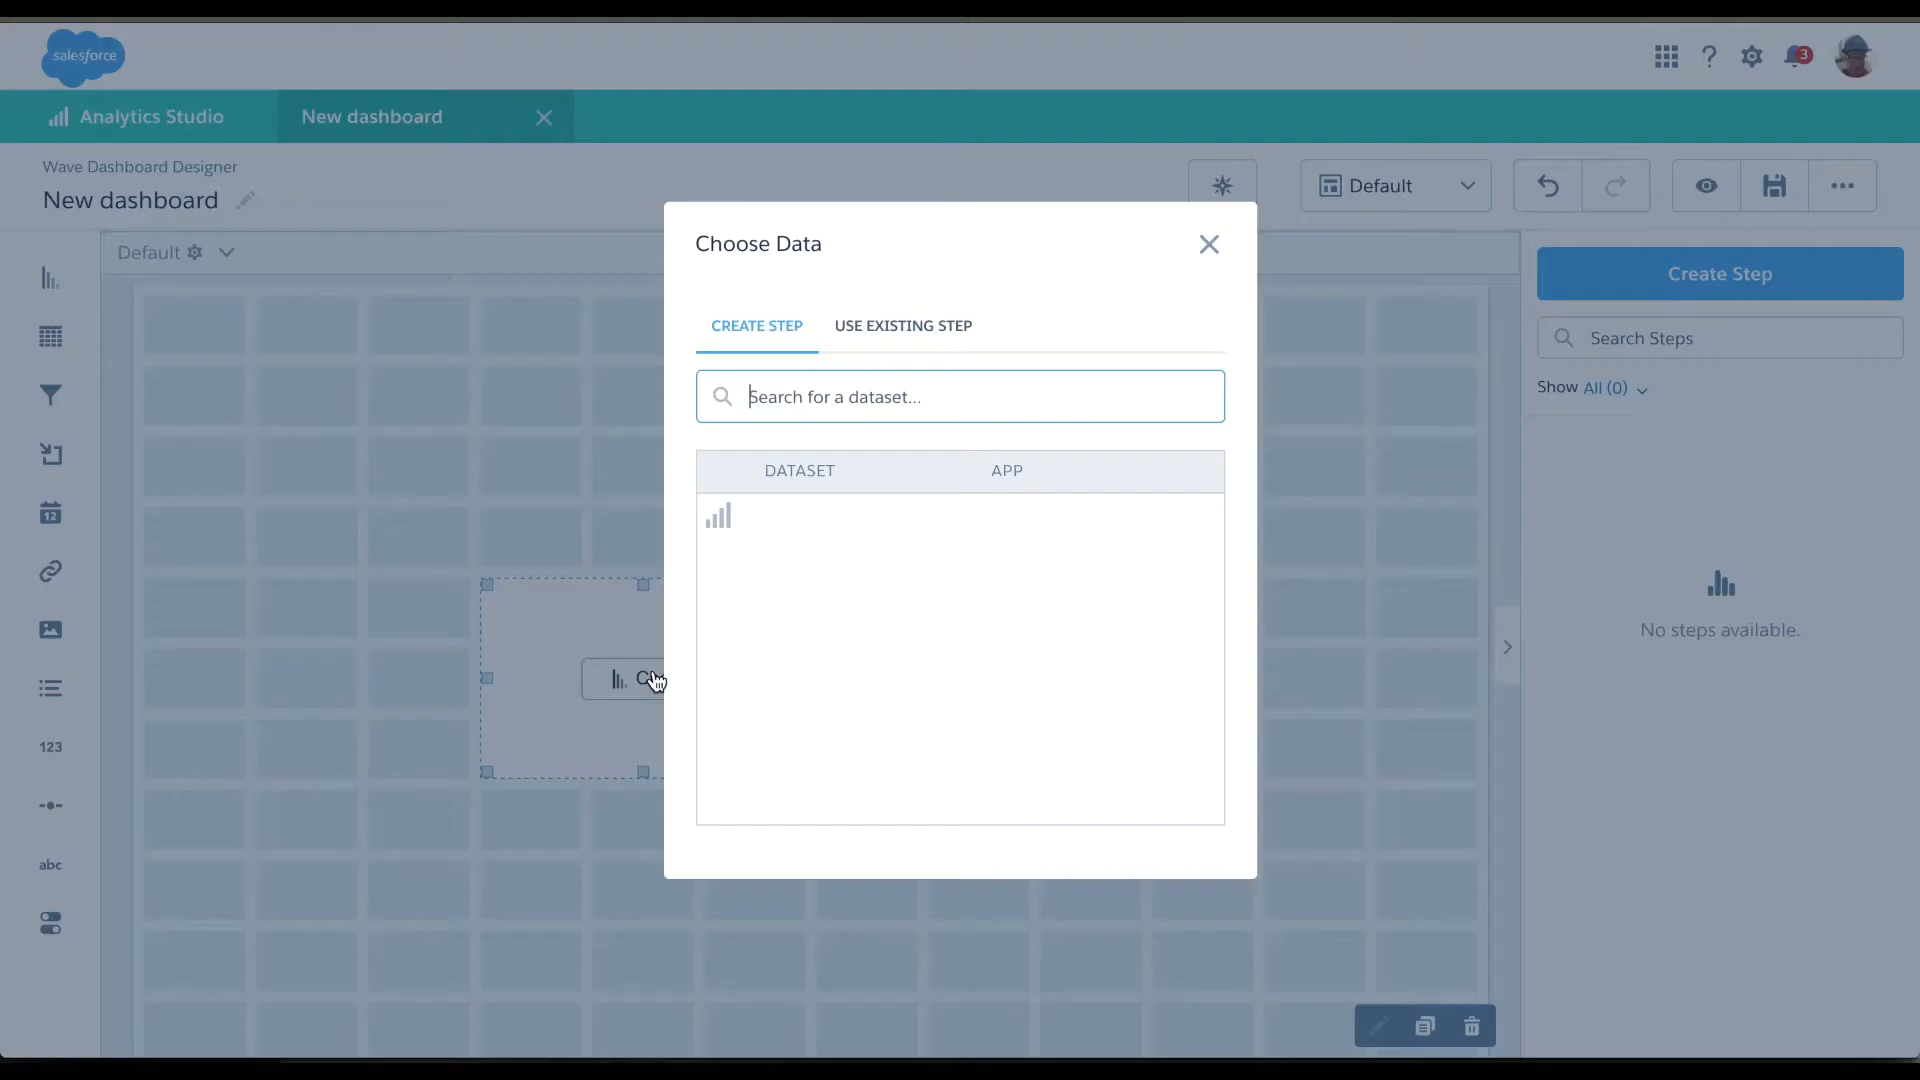 salesforce
3
Analytics Studio
New dashboard
Wave Dashboard Designer
New dashboard
Default
Default
Choose Data
CREATE STEP
USE EXISTING STEP
Search for a dataset...
DATASET
APP
Create Step
Search Steps
Show All (0)
No steps available.
12
123
abc